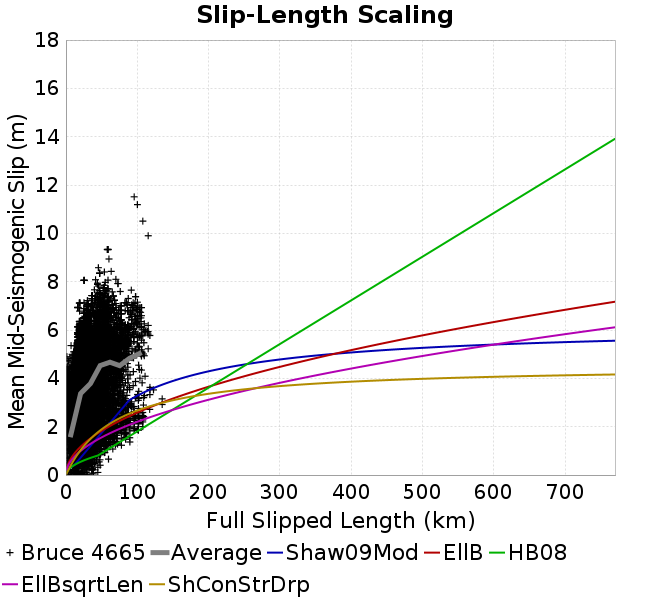 Slip-Length Scaling
Mean Mid-Seismogenic Slip (m)
18
16
14
12
10
8
6
4
2
0
0 100 200 300 400 500 600 700
Full Slipped Length (km)
Bruce 4665 Average Shaw09Mod EllB HB08
EllBsqrtLen ShConStrDrp